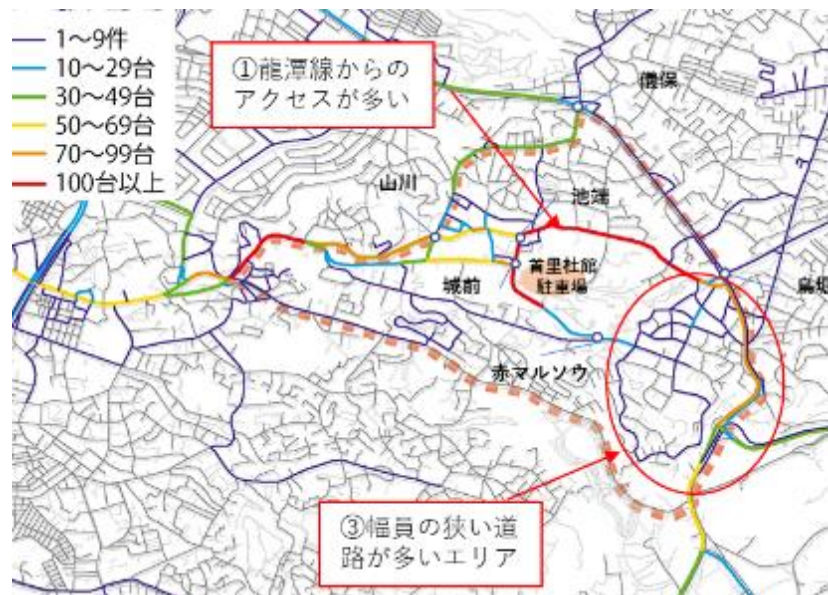 1～9件
10～29台
30～49台
50～69台
70～99台
100台以上
①龍潭線からの
アクセスが多い
儀保
山川
池端
首里杜館
駐車場
城前
鳥堀
赤マルソウ
③幅員の狭い道
路が多いエリア